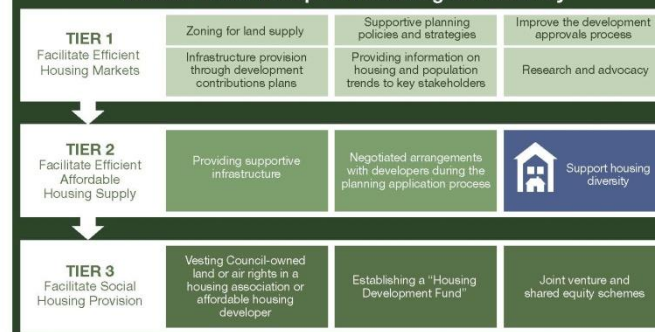 TIER 1
Facilitate Efficient
Housing Markets
Zoning for land supply
Supportive planning
policies and strategies
Improve the development
approvals process
Infrastructure provision
through development
contributions plans
Providing information on
housing and population
trends to key stakeholders
Research and advocacy
TIER 2
Facilitate Efficient
Affordable
Housing Supply
Providing supportive
infrastructure
Negotiated arrangements
with developers during the
planning application process
Support housing
diversity
TIER 3
Facilitate Social
Housing Provision
Vesting Council-owned
land or air rights in a
housing association or
affordable housing
developer
Establishing a “Housing
Development Fund”
Joint venture and
shared equity schemes